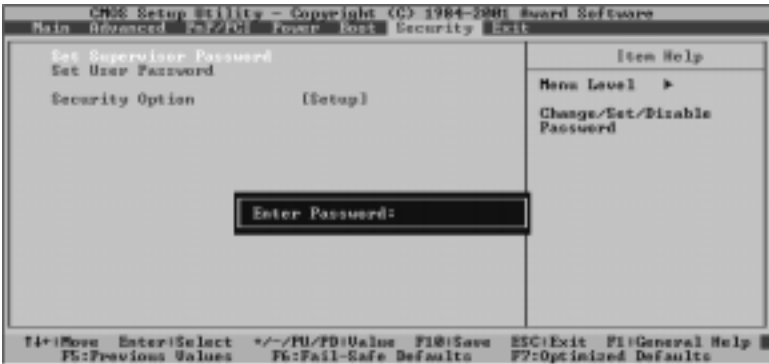 CMOS Setup Utility - Copyright (C) 1984-2001 Award Software
Main Advanced PnP/PCI Power Boot Security Exit
Set Supervisor Password
Set User Password
Security Option [Setup]
Item Help
Menu Level ►
Change/Set/Disable
Password
Enter Password:
↑↓←:Move Enter:Select +/-/PU/PD:Value F10:Save ESC:Exit F1:General Help
F5:Previous Values F6:Fail-Safe Defaults F7:Optimized Defaults